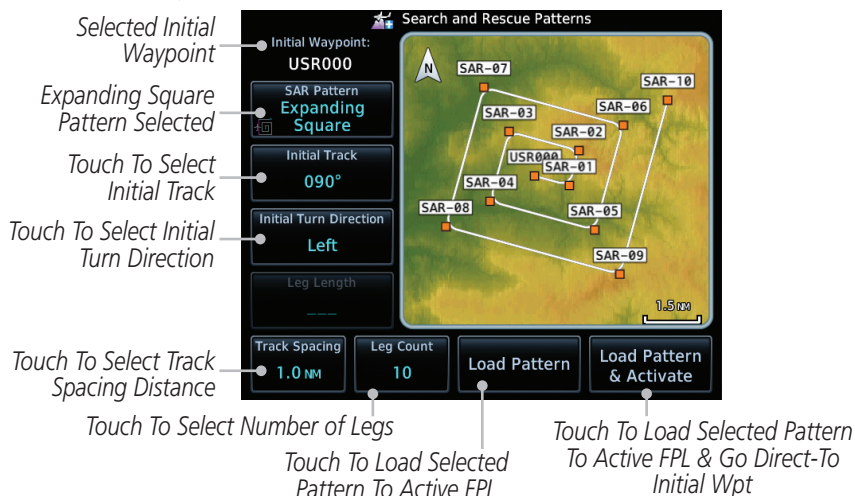 Search and Rescue Patterns
Selected Initial
Waypoint
Initial Waypoint:
USR000
Expanding Square
Pattern Selected
SAR Pattern
Expanding
Square
Touch To Select
Initial Track
Initial Track
090°
Touch To Select Initial
Turn Direction
Initial Turn Direction
Left
Leg Length
___
N
SAR-07
SAR-10
SAR-03
SAR-06
SAR-02
USR000
SAR-01
SAR-04
SAR-08
SAR-05
SAR-09
1.5 NM
Touch To Select Track
Spacing Distance
Track Spacing
1.0 NM
Leg Count
10
Load Pattern
Load Pattern
& Activate
Touch To Select Number of Legs
Touch To Load Selected
Pattern To Active FPL
Touch To Load Selected Pattern
To Active FPL & Go Direct-To
Initial Wpt